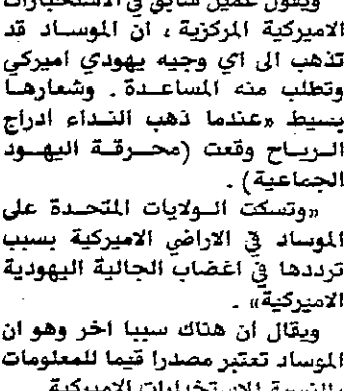 ويقول عميل سابق في الاستخبارات
الاميركية المركزية ، ان الموساد قد
تذهب الى اي وجيه يهودي اميركي
وتطلب منه المساعدة . وشعارها
بسيط «عندما ذهب النداء ادراج
الرياح وقعت (محرقة اليهود
الجماعية) .
«وتسكت الولايات المتحدة على
الموساد في الاراضي الاميركية بسبب
ترددها في اغضاب الجالية اليهودية
الاميركية» .
ويقال ان هناك سببا اخر وهو ان
الموساد تعتبر مصدرا قيما للمعلومات
بالنسبة للاستخبارات الاميركية